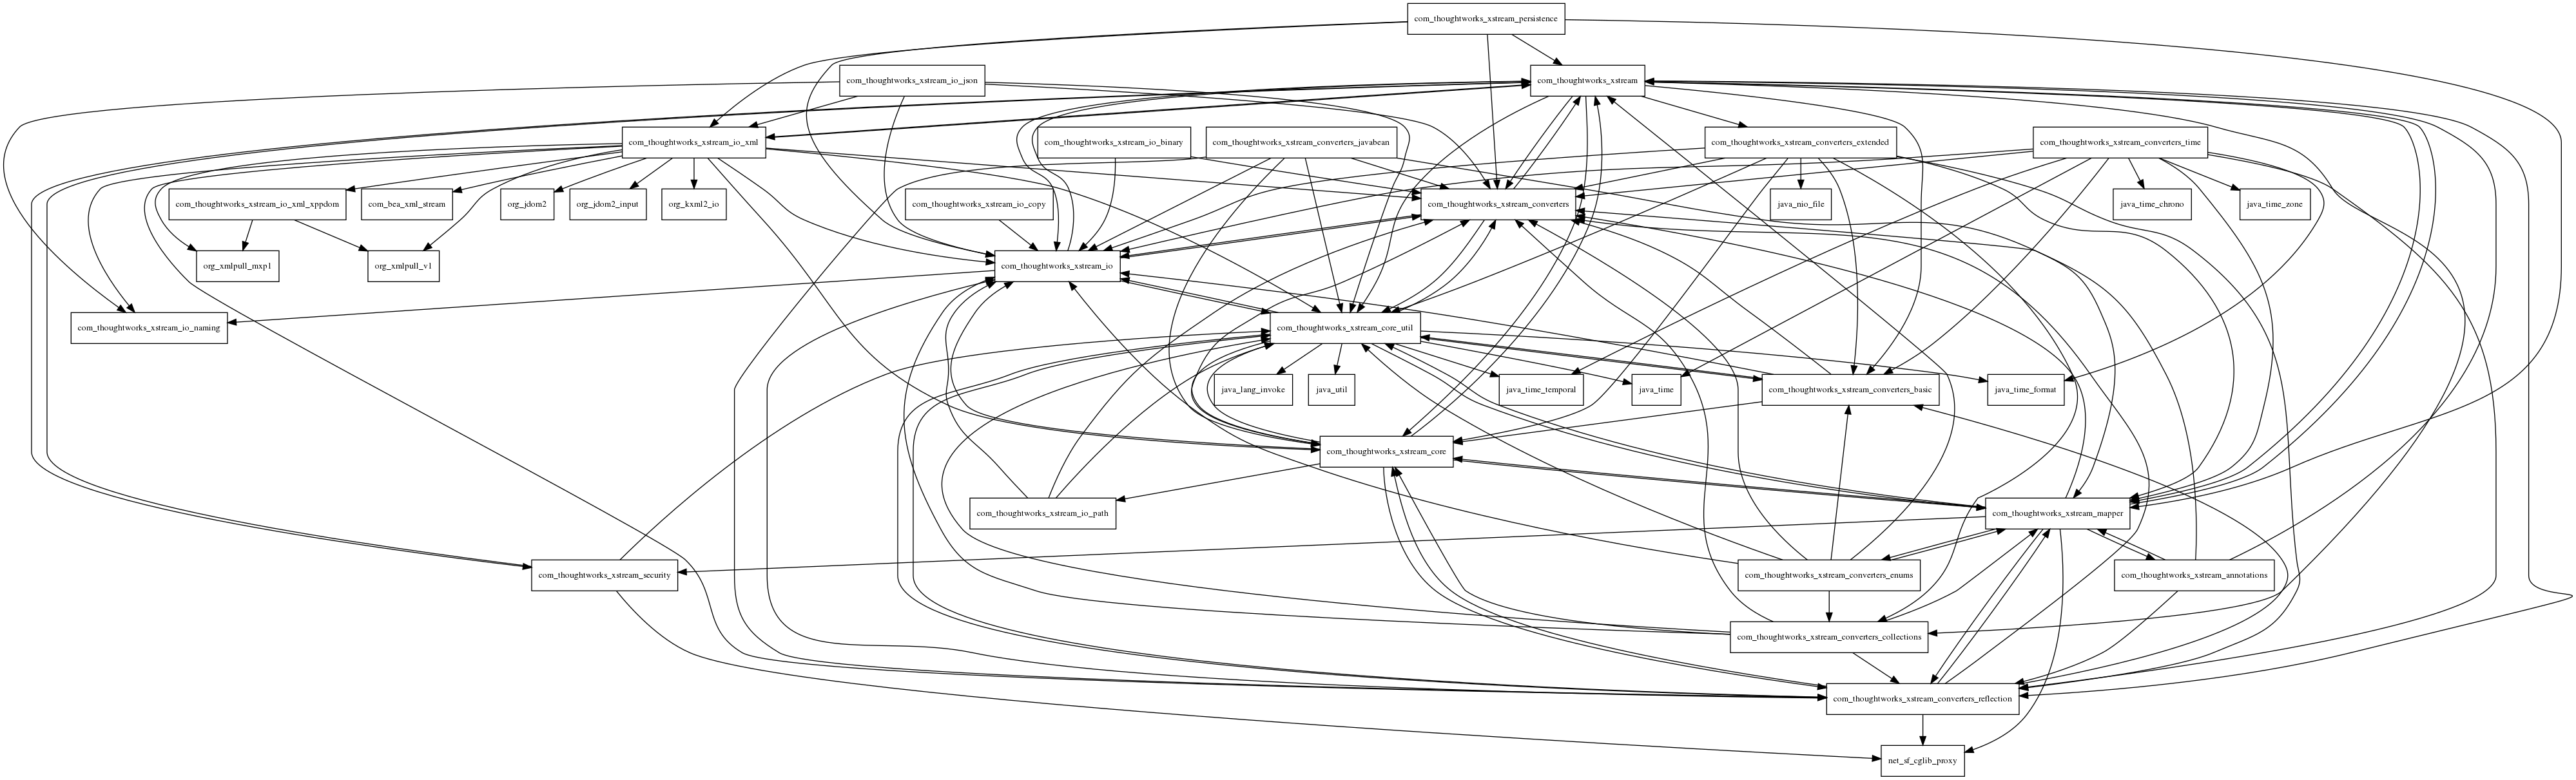 com_thoughtworks_xstream_persistence
com_thoughtworks_xstream_io_json
com_thoughtworks_xstream
com_thoughtworks_xstream_io_xml
com_thoughtworks_xstream_io_binary
com_thoughtworks_xstream_converters_javabean
com_thoughtworks_xstream_converters_extended
com_thoughtworks_xstream_converters_time
com_thoughtworks_xstream_io_xml_xppdom
com_bea_xml_stream
org_jdom2
org_jdom2_input
org_kxml2_io
com_thoughtworks_xstream_io_copy
com_thoughtworks_xstream_converters
java_nio_file
java_time_chrono
java_time_zone
org_xmlpull_mxp1
org_xmlpull_v1
com_thoughtworks_xstream_io
com_thoughtworks_xstream_io_naming
com_thoughtworks_xstream_core_util
java_lang_invoke
java_util
java_time_temporal
java_time
com_thoughtworks_xstream_converters_basic
java_time_format
com_thoughtworks_xstream_core
com_thoughtworks_xstream_io_path
com_thoughtworks_xstream_mapper
com_thoughtworks_xstream_security
com_thoughtworks_xstream_converters_enums
com_thoughtworks_xstream_annotations
com_thoughtworks_xstream_converters_collections
com_thoughtworks_xstream_converters_reflection
net_sf_cglib_proxy